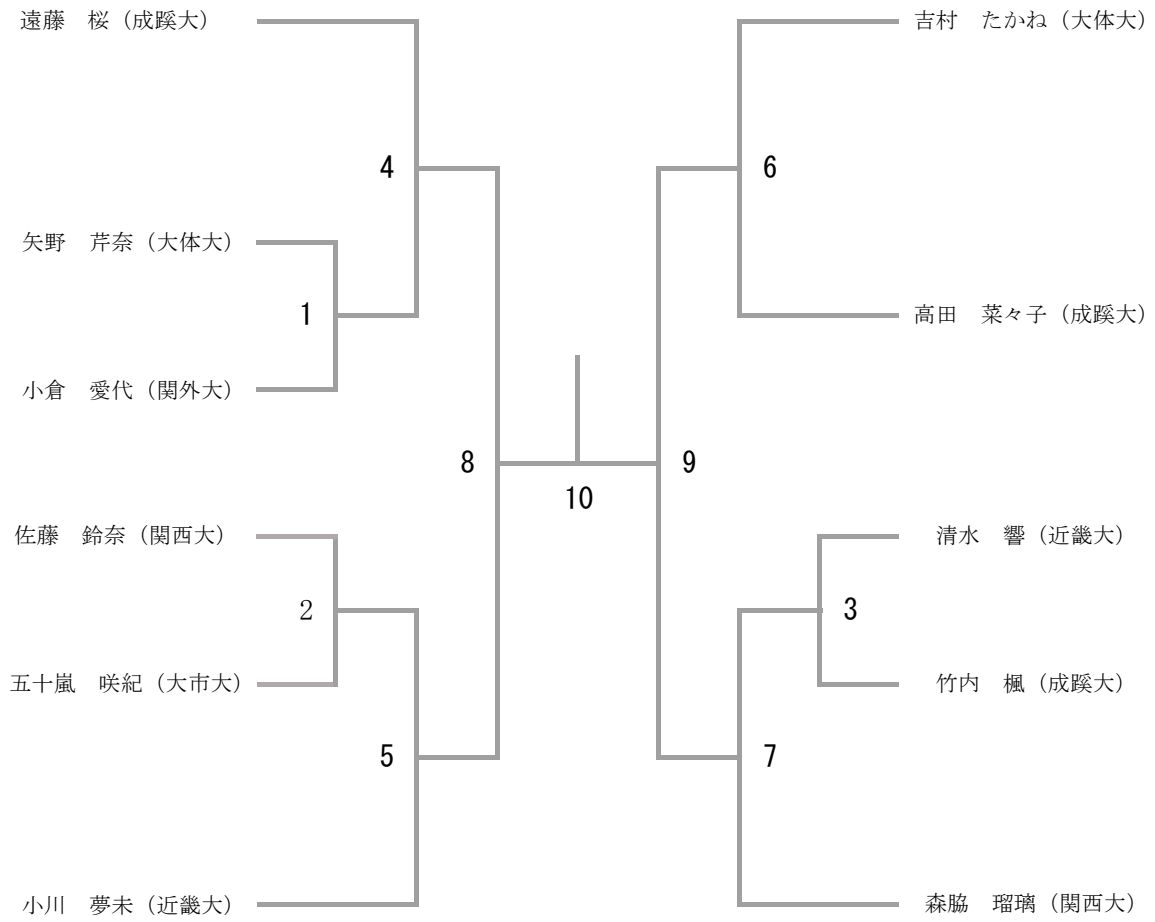 遠藤　桜（成蹊大）
吉村　たかね（大体大）
4
6
矢野　芹奈（大体大）
1
高田　菜々子（成蹊大）
小倉　愛代（関外大）
8
9
10
佐藤　鈴奈（関西大）
清水　響（近畿大）
2
3
五十嵐　咲紀（大市大）
竹内　楓（成蹊大）
5
7
小川　夢未（近畿大）
森脇　瑠璃（関西大）